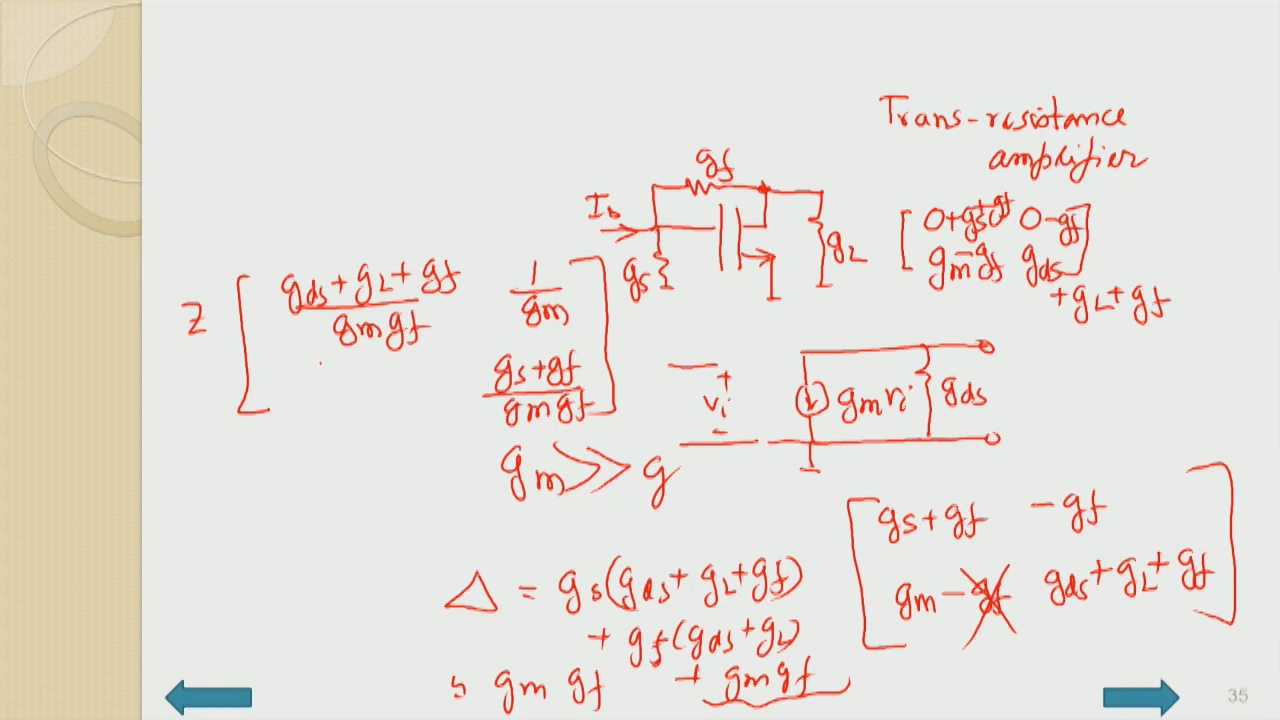 Trans-resistance
amplifier
gf
Is
gs
gL
[ 0+gs+gf 0-gf ]
[ gm-gf gds+gL+gf ]
Z [ (gds+gL+gf)/(gmgf) 1/gm ]
[ (gs+gf)/(gmgf) ]
+
vi
-
gmvi
gds
gm >> g
[ gs+gf -gf ]
[ gm-gf gds+gL+gf ]
Δ = gs(gds+gL+gf)
+ gf(gds+gL)
+ gmgf
gm gf
35